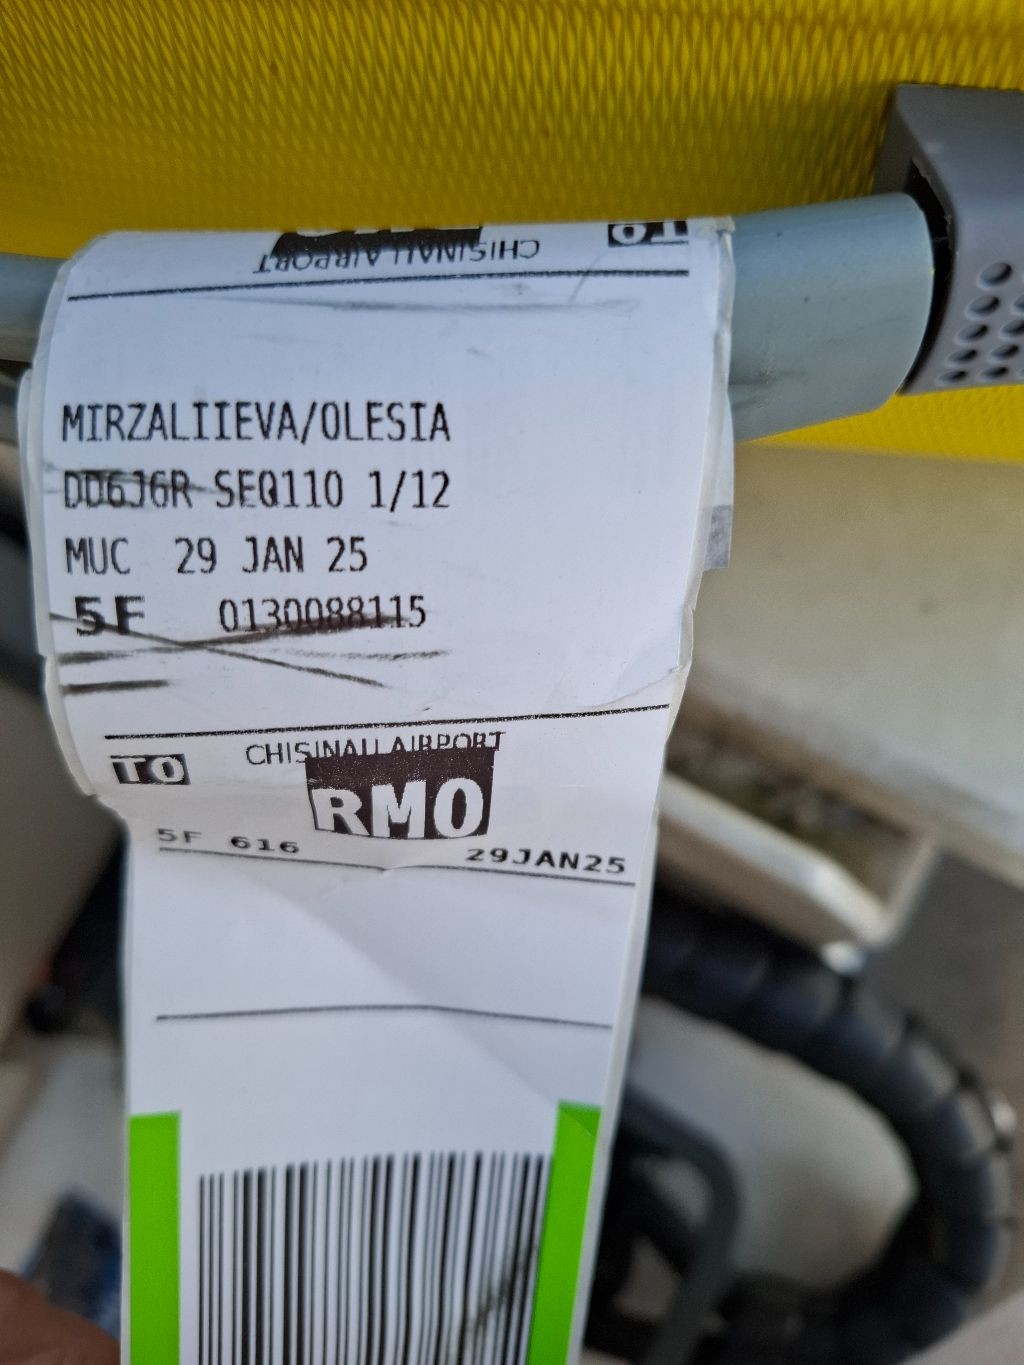 TO
CHISINAU AIRPORT
MIRZALIIEVA/OLESIA
DD6J6R SEQ110 1/12
MUC 29 JAN 25
5F 0130088115
CHISINAU AIRPORT
TO RMO
5F 616 29JAN25